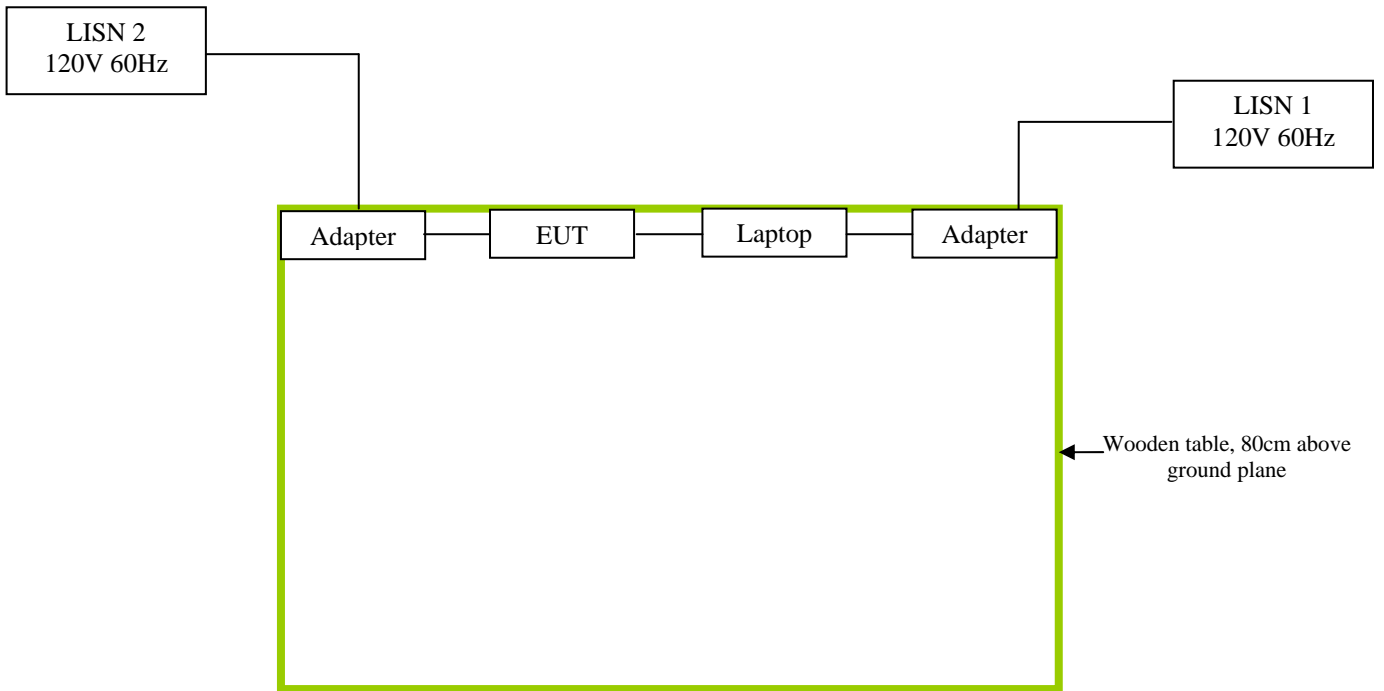 LISN 2
120V 60Hz
LISN 1
120V 60Hz
Adapter
EUT
Laptop
Adapter
Wooden table, 80cm above
ground plane